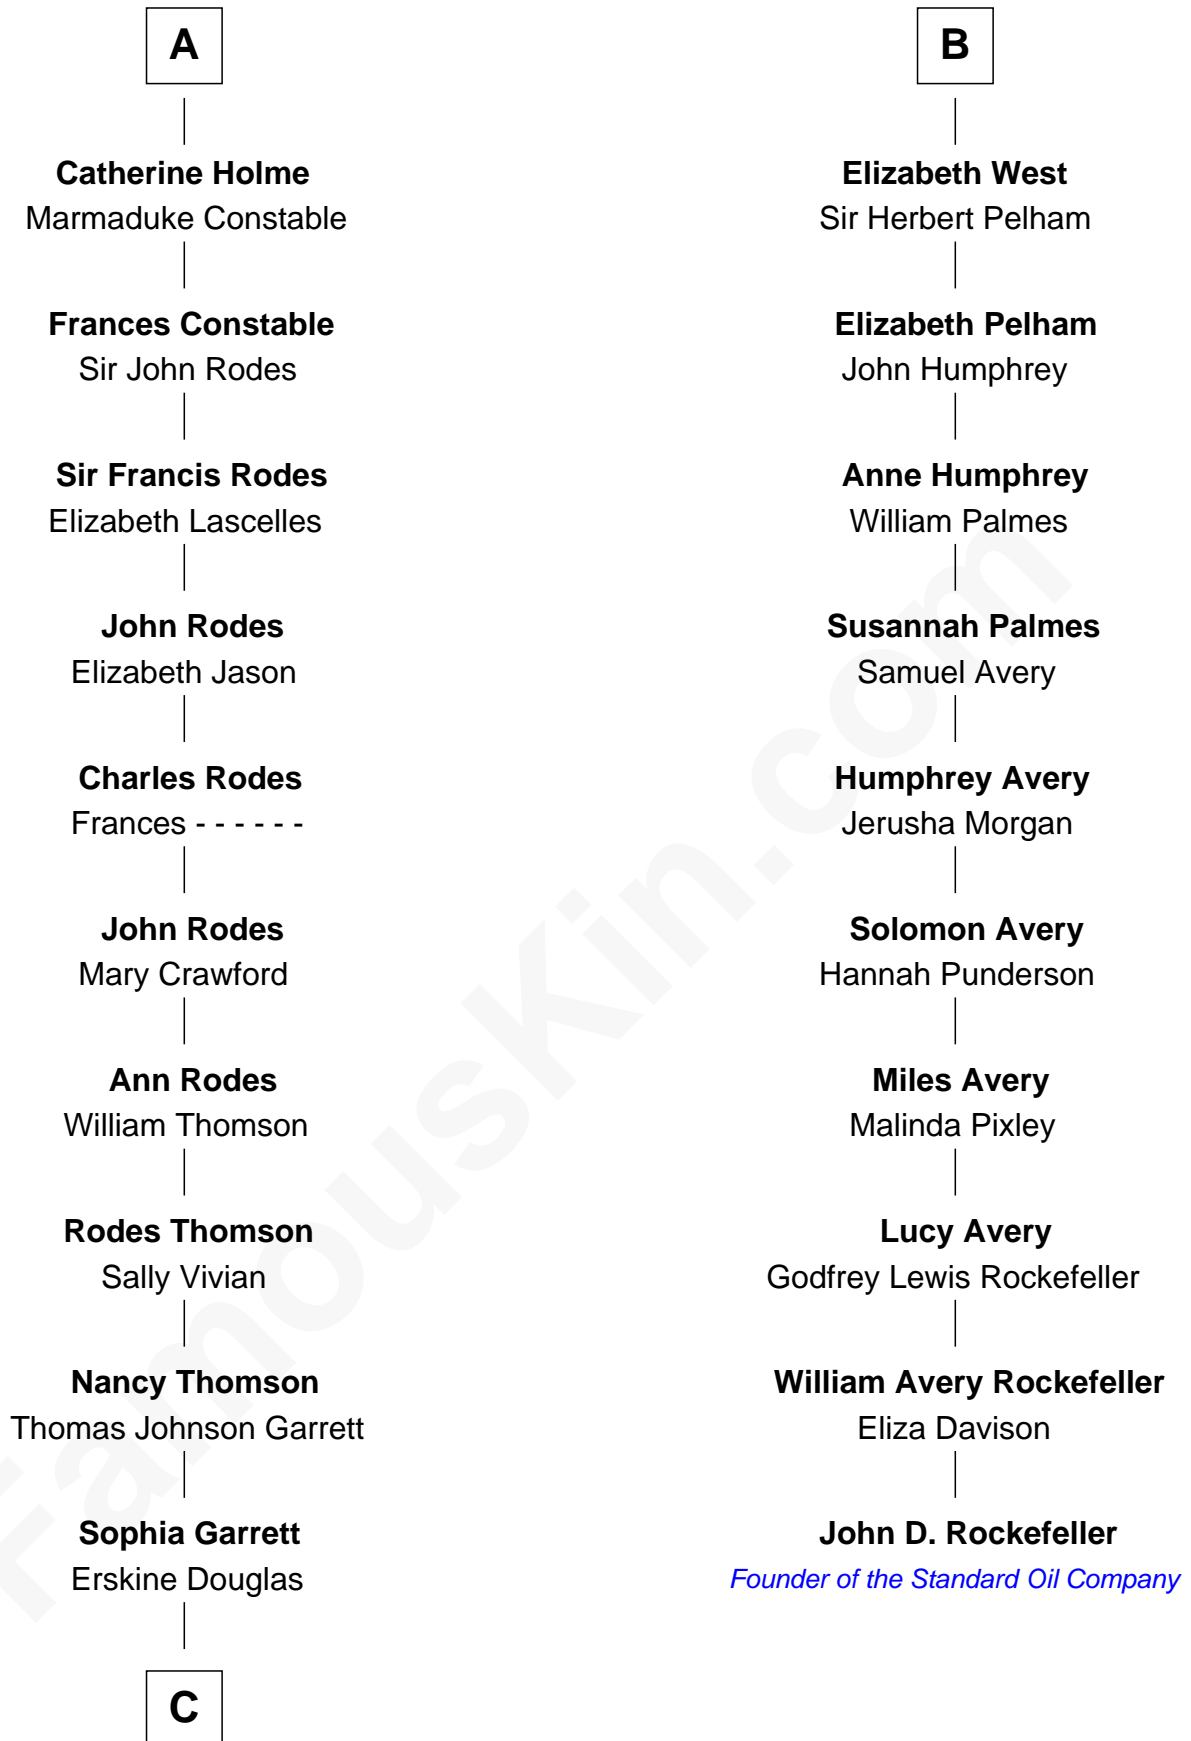 A
Catherine Holme
Marmaduke Constable
Frances Constable
Sir John Rodes
Sir Francis Rodes
Elizabeth Lascelles
John Rodes
Elizabeth Jason
Charles Rodes
Frances - - - - - -
John Rodes
Mary Crawford
Ann Rodes
William Thomson
Rodes Thomson
Sally Vivian
Nancy Thomson
Thomas Johnson Garrett
Sophia Garrett
Erskine Douglas
C
B
Elizabeth West
Sir Herbert Pelham
Elizabeth Pelham
John Humphrey
Anne Humphrey
William Palmes
Susannah Palmes
Samuel Avery
Humphrey Avery
Jerusha Morgan
Solomon Avery
Hannah Punderson
Miles Avery
Malinda Pixley
Lucy Avery
Godfrey Lewis Rockefeller
William Avery Rockefeller
Eliza Davison
John D. Rockefeller
Founder of the Standard Oil Company
FamousKin.com